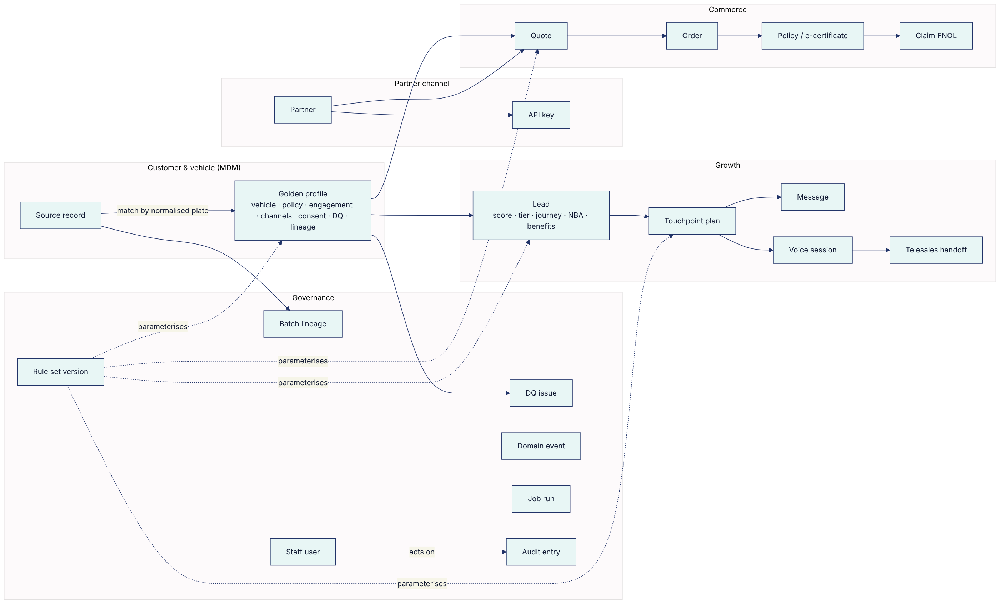 Commerce
Quote
Order
Policy / e-certificate
Claim FNOL
Partner channel
Partner
API key
Customer & vehicle (MDM)
Source record
match by normalised plate
Golden profile
vehicle · policy · engagement
· channels · consent · DQ ·
lineage
Growth
Lead
score · tier · journey · NBA ·
benefits
Touchpoint plan
Message
Voice session
Telesales handoff
Governance
Batch lineage
parameterises
Rule set version
parameterises
parameterises
DQ issue
Domain event
Job run
Staff user
acts on
Audit entry
parameterises